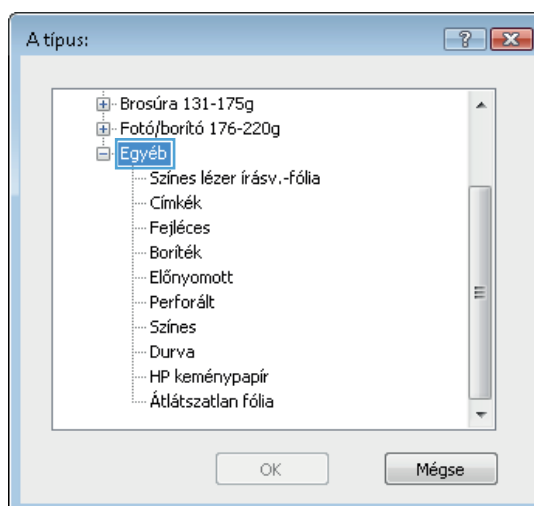 A típus:
Brosúra 131-175g
Fotó/borító 176-220g
Egyéb
Színes lézer írásv.-fólia
Címkék
Fejléces
Boríték
Előnyomott
Perforált
Színes
Durva
HP keménypapír
Átlátszatlan fólia
OK
Mégse